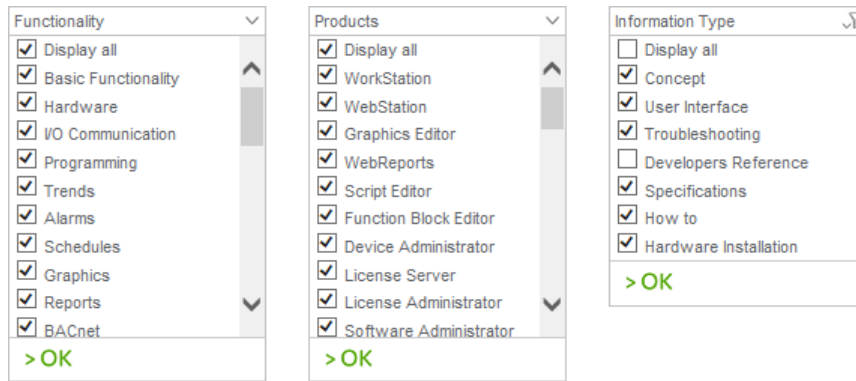 Functionality
Display all
Basic Functionality
Hardware
I/O Communication
Programming
Trends
Alarms
Schedules
Graphics
Reports
BACnet
> OK
Products
Display all
WorkStation
WebStation
Graphics Editor
WebReports
Script Editor
Function Block Editor
Device Administrator
License Server
License Administrator
Software Administrator
> OK
Information Type
Display all
Concept
User Interface
Troubleshooting
Developers Reference
Specifications
How to
Hardware Installation
> OK